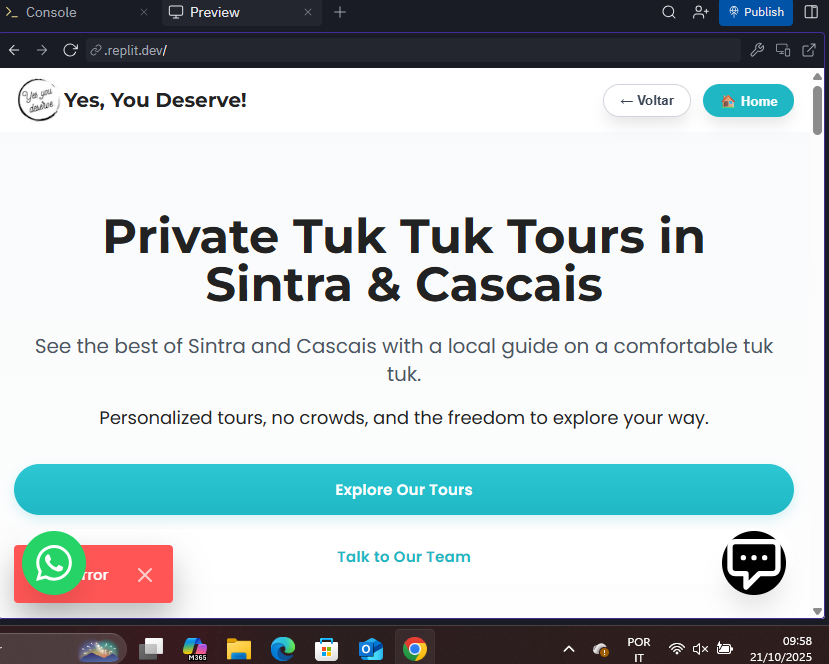 Console
Preview
Publish
.replit.dev/
Yes you deserve
Yes, You Deserve!
← Voltar
Home
Private Tuk Tuk Tours in
Sintra & Cascais
See the best of Sintra and Cascais with a local guide on a comfortable tuk
tuk.
Personalized tours, no crowds, and the freedom to explore your way.
Explore Our Tours
Talk to Our Team
rror
M365
POR
IT
09:58
21/10/2025